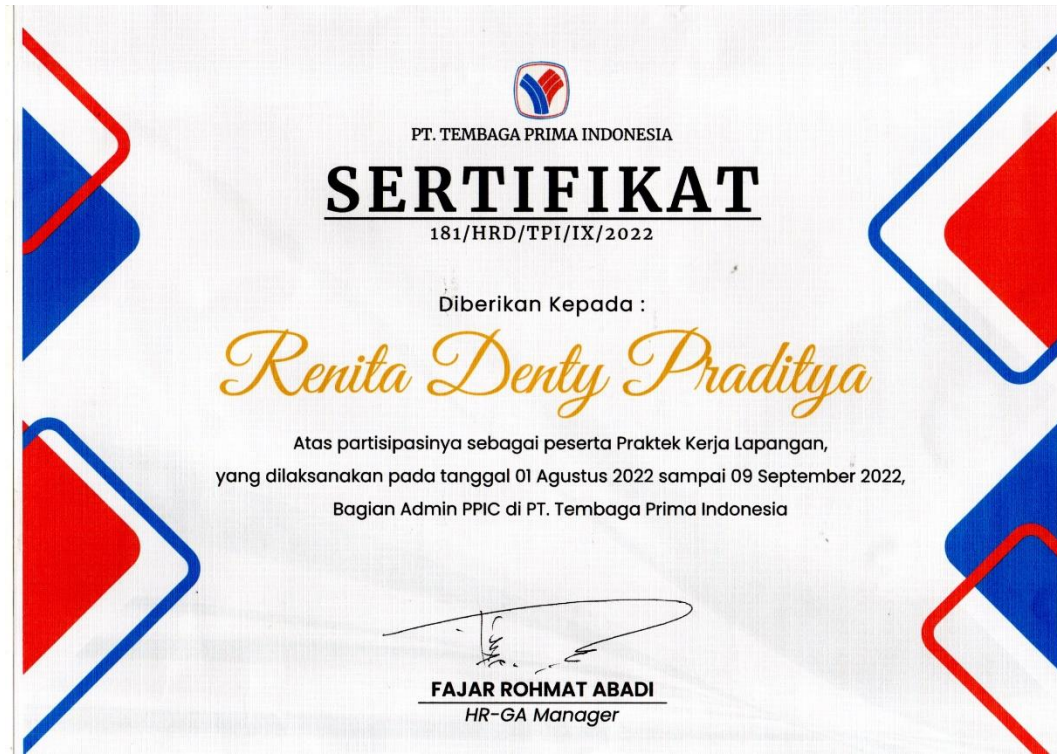 PT. TEMBAGA PRIMA INDONESIA
SERTIFIKAT
181/HRD/TPI/IX/2022
Diberikan Kepada :
Renita Denty Praditya
Atas partisipasinya sebagai peserta Praktek Kerja Lapangan,
yang dilaksanakan pada tanggal 01 Agustus 2022 sampai 09 September 2022,
Bagian Admin PPIC di PT. Tembaga Prima Indonesia
FAJAR ROHMAT ABADI
HR-GA Manager